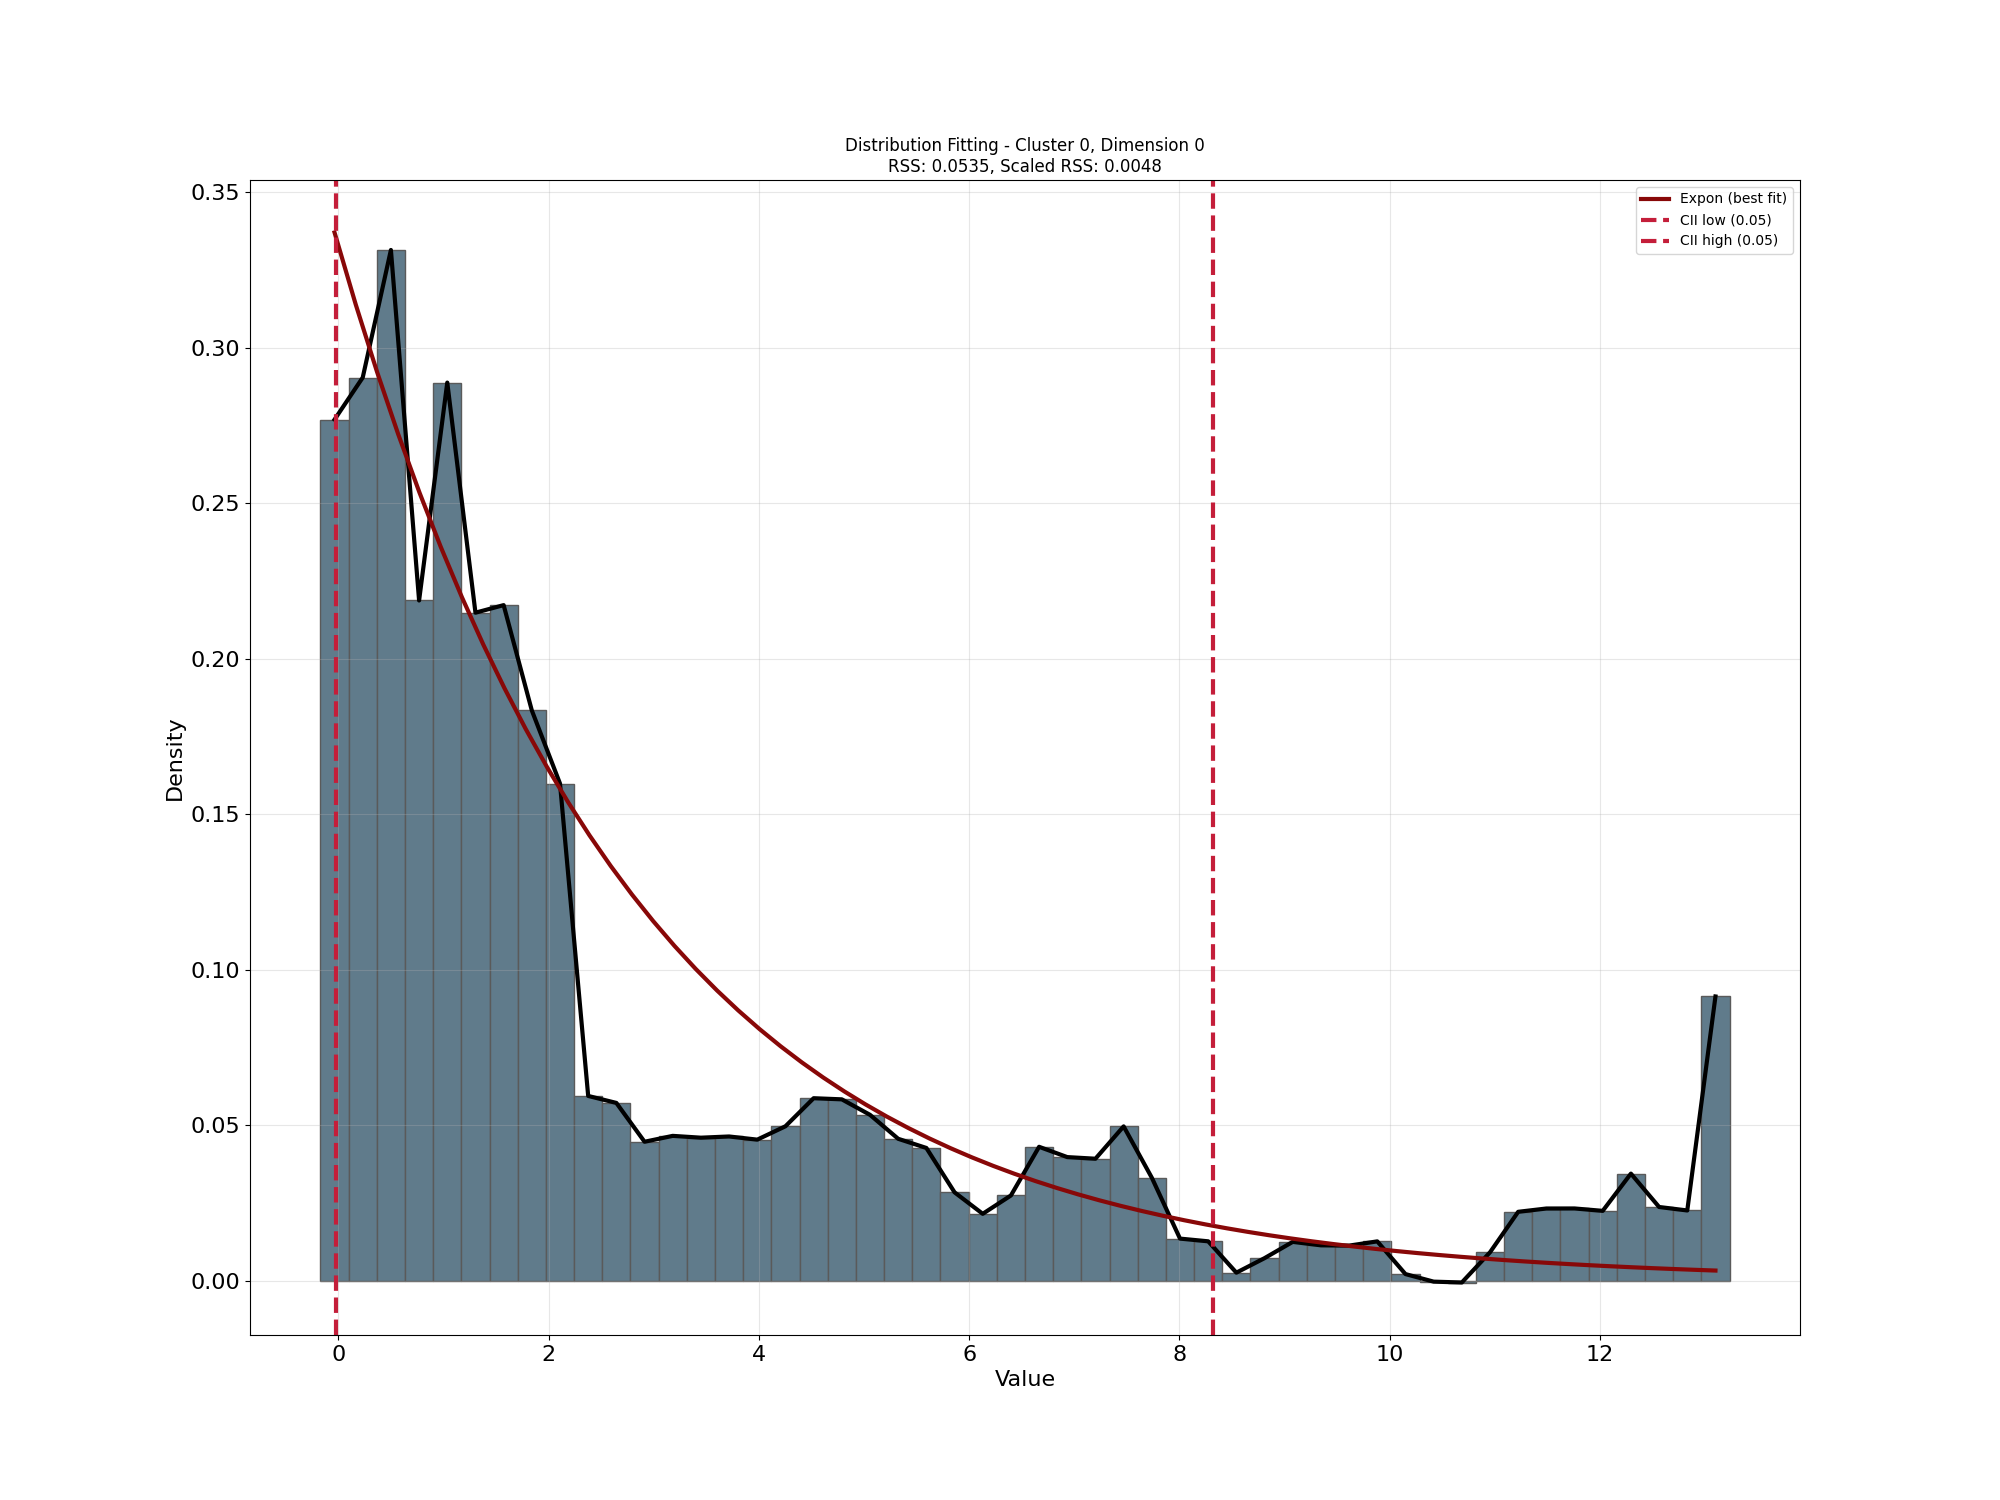 Distribution Fitting - Cluster 0, Dimension 0
RSS: 0.0535, Scaled RSS: 0.0048
Expon (best fit)
CII low (0.05)
CII high (0.05)
0.35
0.30
0.25
0.20
0.15
0.10
0.05
0.00
Density
0 2 4 6 8 10 12
Value